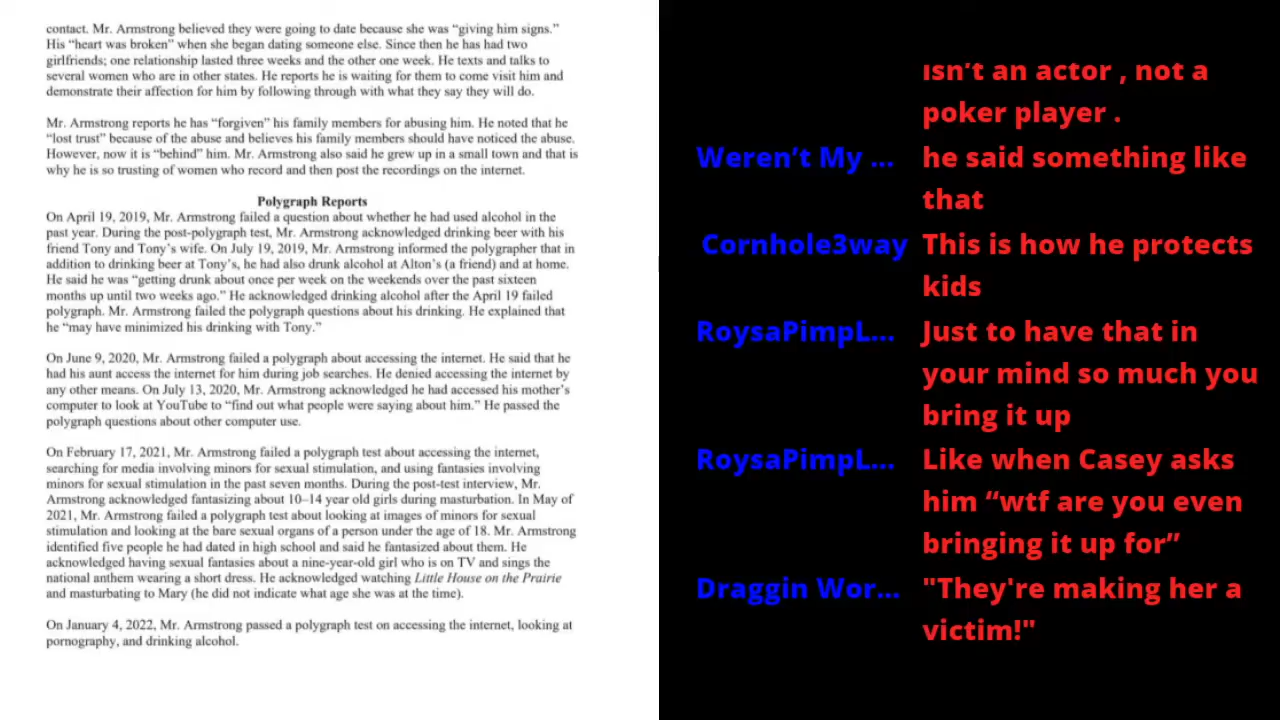 contact. Mr. Armstrong believed they were going to date because she was “giving him signs.”
His “heart was broken” when she began dating someone else. Since then he has had two
girlfriends; one relationship lasted three weeks and the other one week. He texts and talks to
several women who are in other states. He reports he is waiting for them to come visit him and
demonstrate their affection for him by following through with what they say they will do.
Mr. Armstrong reports he has “forgiven” his family members for abusing him. He noted that he
“lost trust” because of the abuse and believes his family members should have noticed the abuse.
However, now it is “behind” him. Mr. Armstrong also said he grew up in a small town and that is
why he is so trusting of women who record and then post the recordings on the internet.
Polygraph Reports
On April 19, 2019, Mr. Armstrong failed a question about whether he had used alcohol in the
past year. During the post-polygraph test, Mr. Armstrong acknowledged drinking beer with his
friend Tony and Tony’s wife. On July 19, 2019, Mr. Armstrong informed the polygrapher that in
addition to drinking beer at Tony’s, he had also drunk alcohol at Alton’s (a friend) and at home.
He said he was “getting drunk about once per week on the weekends over the past sixteen
months up until two weeks ago.” He acknowledged drinking alcohol after the April 19 failed
polygraph. Mr. Armstrong failed the polygraph questions about his drinking. He explained that
he “may have minimized his drinking with Tony.”
On June 9, 2020, Mr. Armstrong failed a polygraph about accessing the internet. He said that he
had his aunt access the internet for him during job searches. He denied accessing the internet by
any other means. On July 13, 2020, Mr. Armstrong acknowledged he had accessed his mother’s
computer to look at YouTube to “find out what people were saying about him.” He passed the
polygraph questions about other computer use.
On February 17, 2021, Mr. Armstrong failed a polygraph test about accessing the internet,
searching for media involving minors for sexual stimulation, and using fantasies involving
minors for sexual stimulation in the past seven months. During the post-test interview, Mr.
Armstrong acknowledged fantasizing about 10–14 year old girls during masturbation. In May of
2021, Mr. Armstrong failed a polygraph test about looking at images of minors for sexual
stimulation and looking at the bare sexual organs of a person under the age of 18. Mr. Armstrong
identified five people he had dated in high school and said he fantasized about them. He
acknowledged having sexual fantasies about a nine-year-old girl who is on TV and sings the
national anthem wearing a short dress. He acknowledged watching Little House on the Prairie
and masturbating to Mary (he did not indicate what age she was at the time).
On January 4, 2022, Mr. Armstrong passed a polygraph test on accessing the internet, looking at
pornography, and drinking alcohol.
isn't an actor , not a
poker player .
Weren’t My ... he said something like
that
Cornhole3way This is how he protects
kids
RoysaPimpL... Just to have that in
your mind so much you
bring it up
RoysaPimpL... Like when Casey asks
him “wtf are you even
bringing it up for”
Draggin Wor... "They're making her a
victim!"